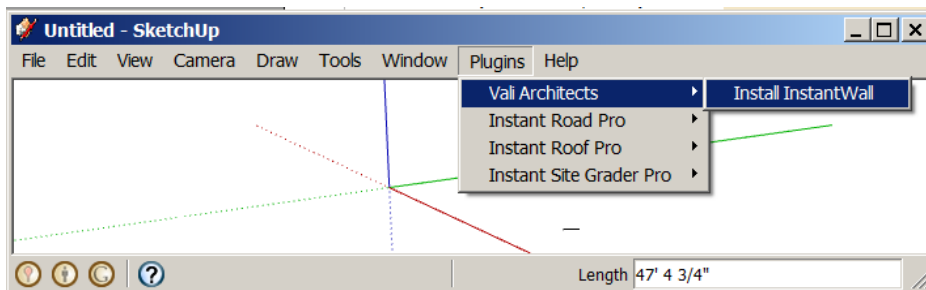 Untitled - SketchUp
File Edit View Camera Draw Tools Window Plugins Help
Vali Architects Install InstantWall
Instant Road Pro
Instant Roof Pro
Instant Site Grader Pro
Length 47' 4 3/4"